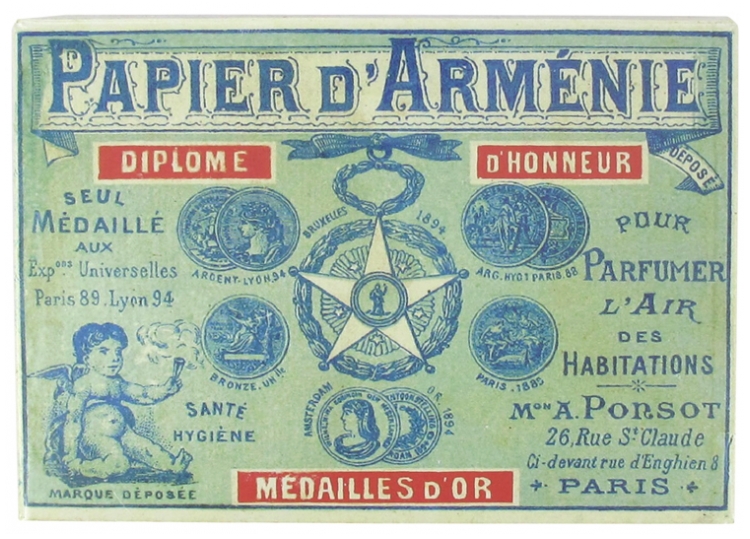 PAPIER D'ARMÉNIE
DÉPOSÉ
DIPLOME D'HONNEUR
SEUL
MÉDAILLÉ
AUX
Expons Universelles
Paris 89. Lyon 94
ARGENT-LYON.94
BRUXELLES 1894
ARG.HYG1 PARIS.88
POUR
PARFUMER
L'AIR
DES
HABITATIONS
BRONZE.UNlle
PARIS.1885
SANTÉ
HYGIÈNE
AMSTERDAM OR.1894
MARQUE DÉPOSÉE
MÉDAILLES D'OR
Mon A. PONSOT
26, Rue St Claude
Ci-devant rue d'Enghien 8
PARIS